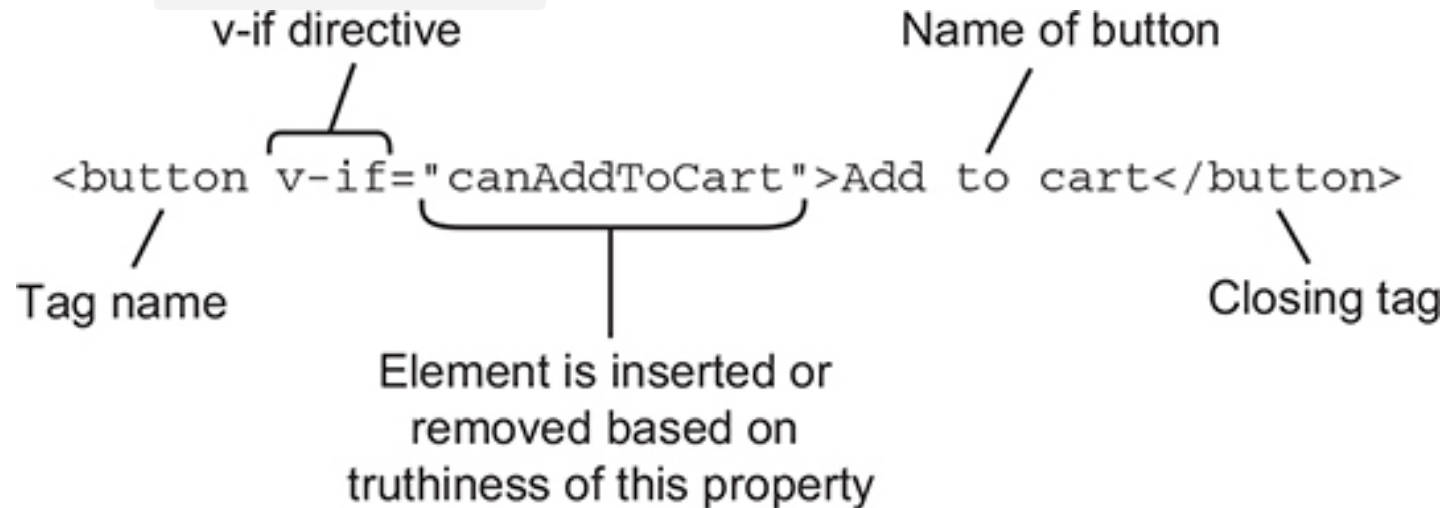 v-if directive
Name of button
<button v-if="canAddToCart">Add to cart</button>
Tag name
Closing tag
Element is inserted or
removed based on
truthiness of this property